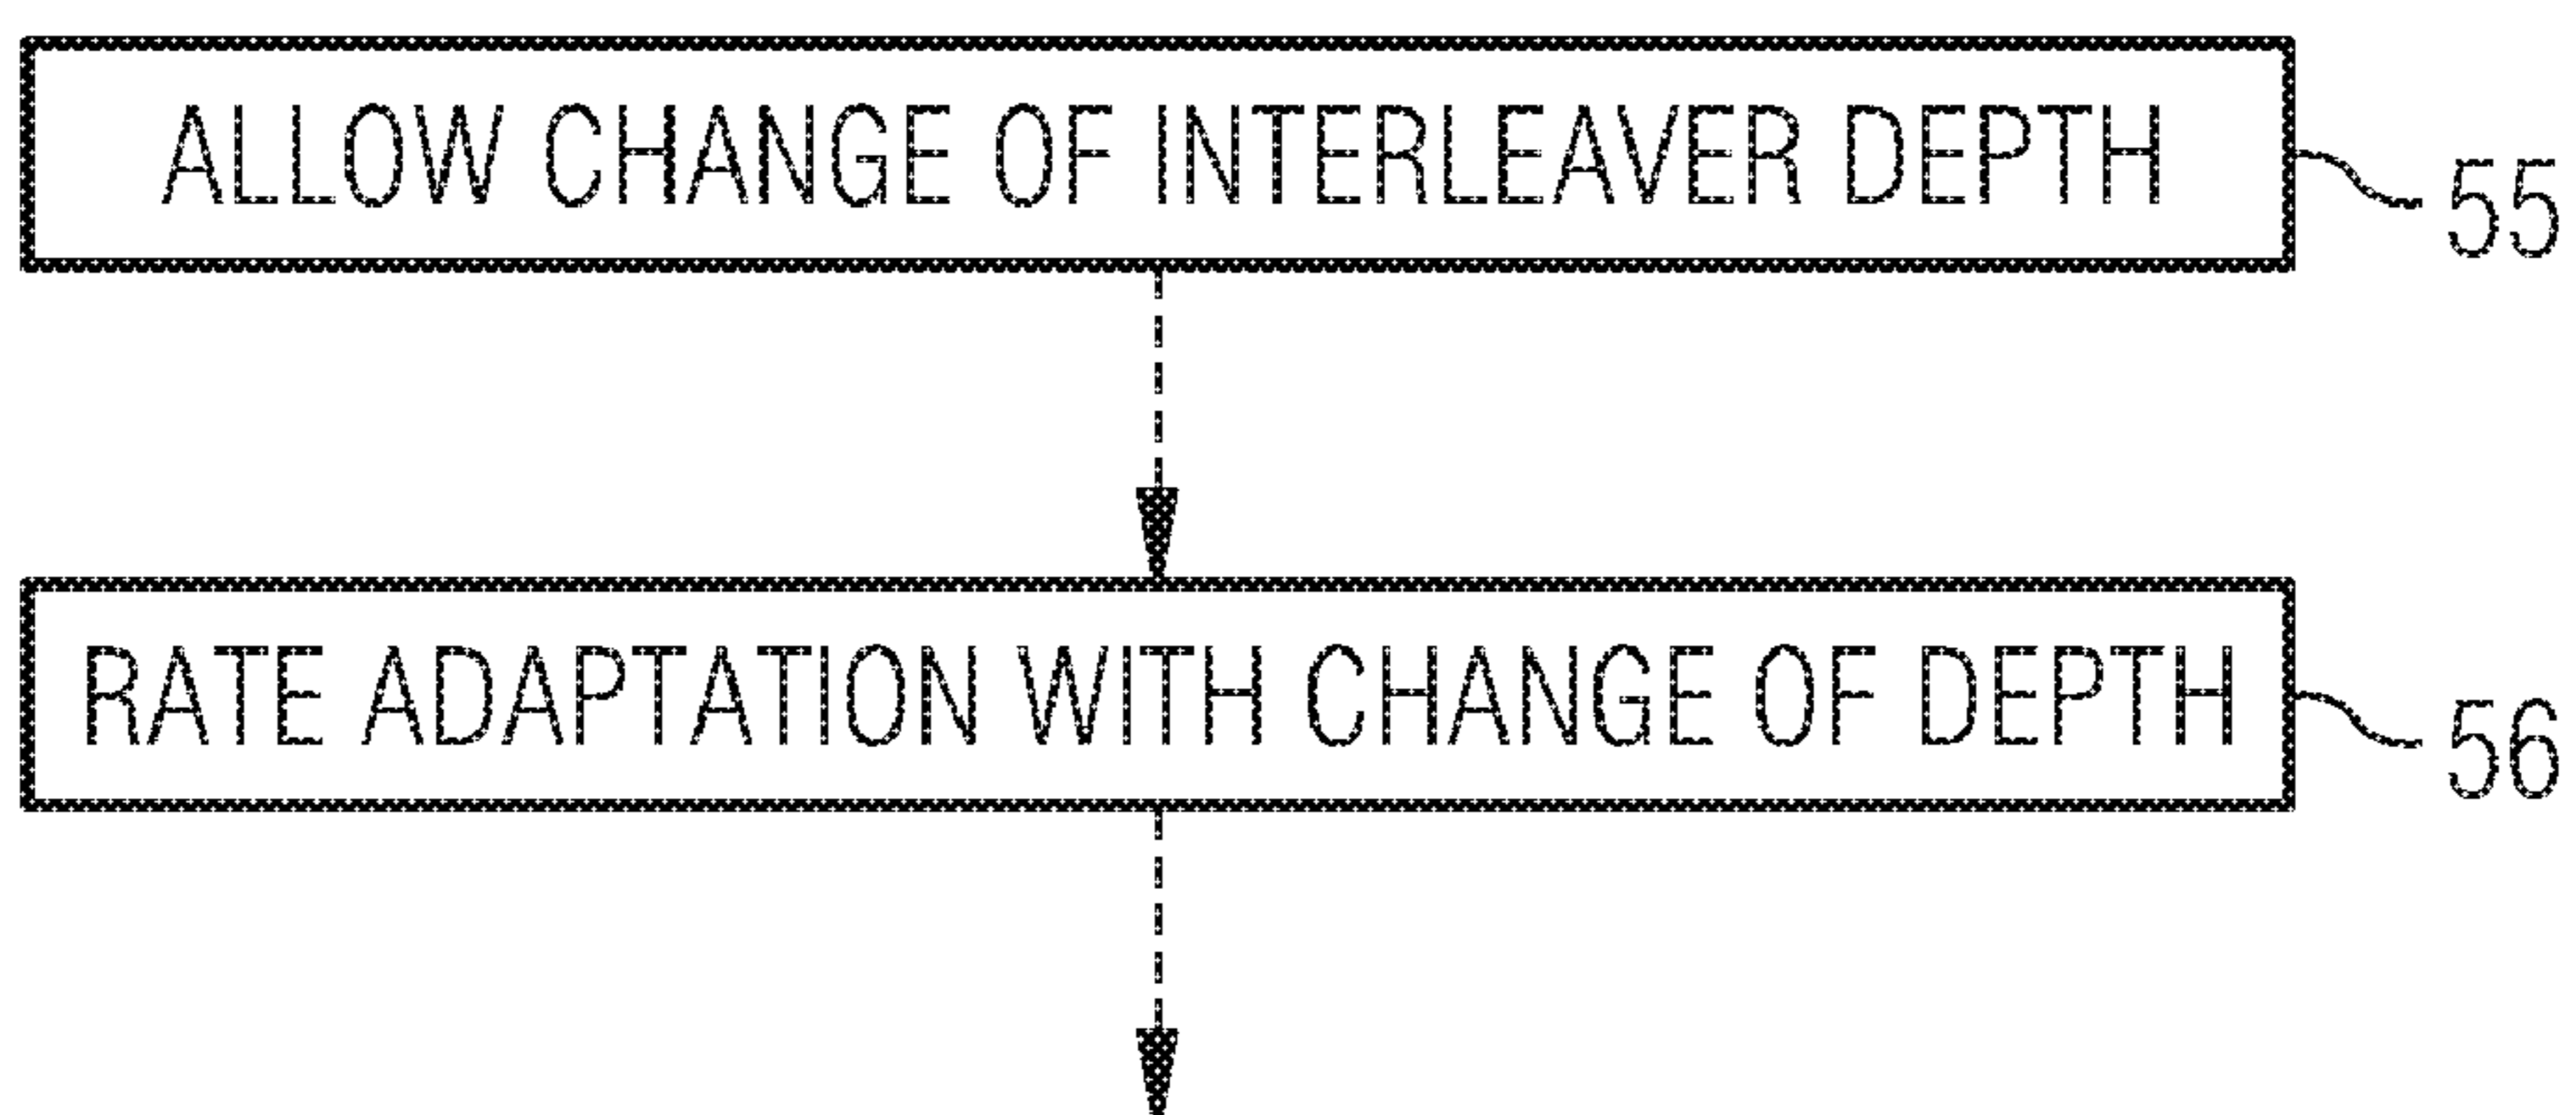 ALLOW CHANGE OF INTERLEAVER DEPTH
55
RATE ADAPTATION WITH CHANGE OF DEPTH
56